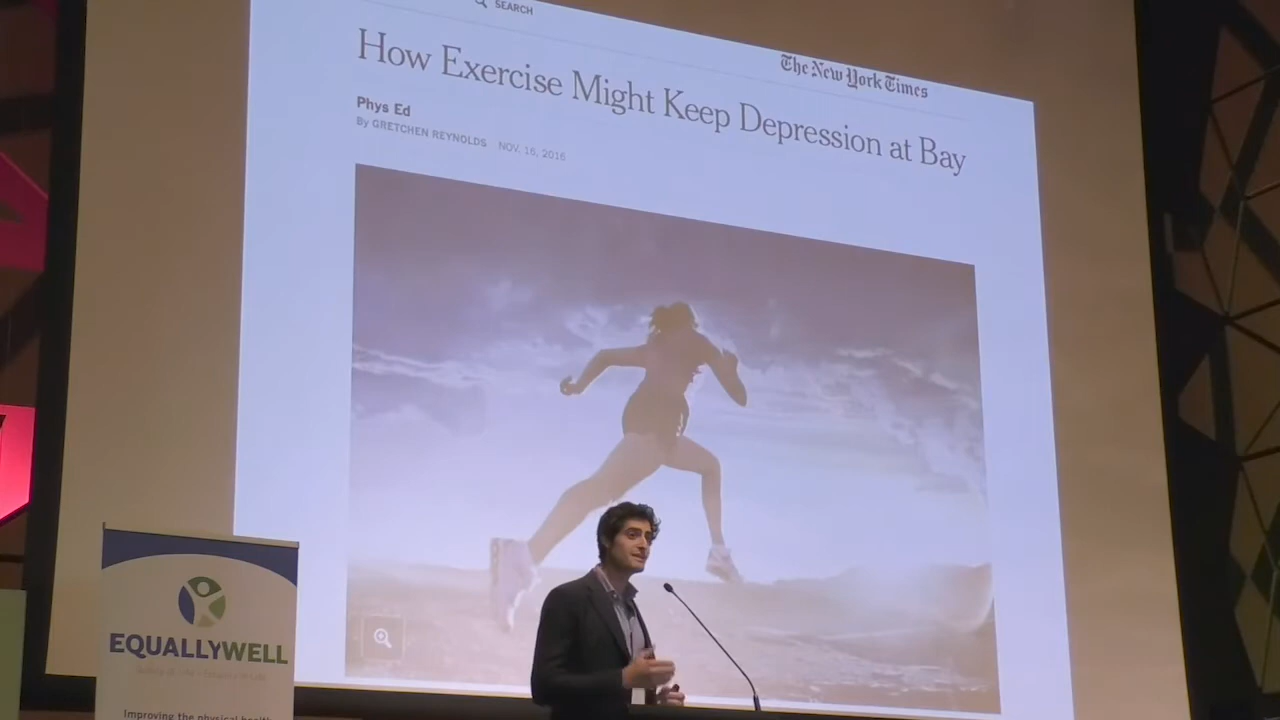 SEARCH
The New York Times
How Exercise Might Keep Depression at Bay
Phys Ed
By GRETCHEN REYNOLDS NOV. 16, 2016
EQUALLYWELL
Improving the physical health